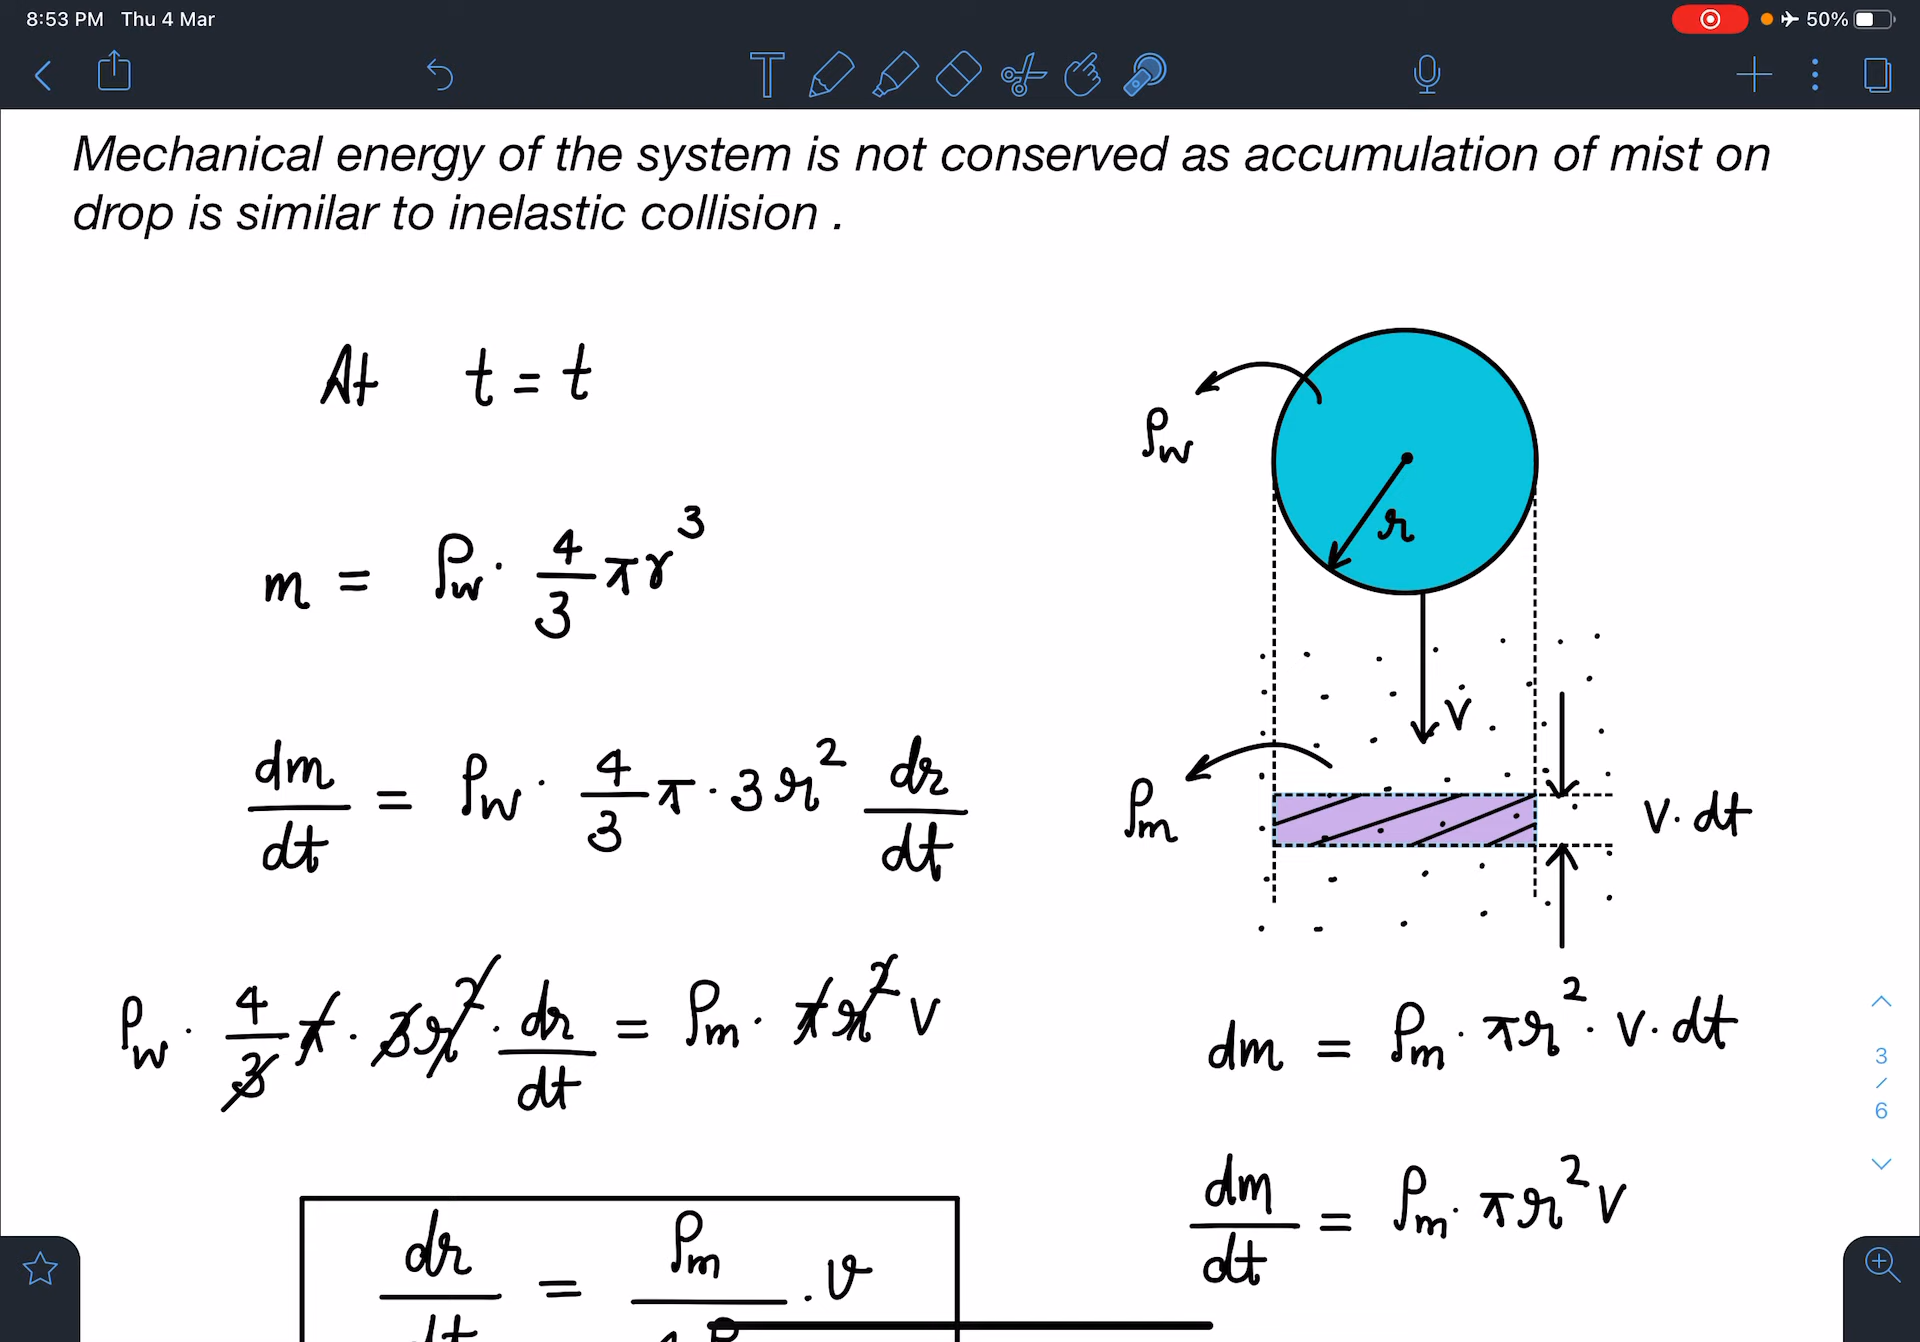 8:53 PM Thu 4 Mar
50%
T
Mechanical energy of the system is not conserved as accumulation of mist on
drop is similar to inelastic collision .
At t = t
m = ρw · 4/3 πr³
dm/dt = ρw · 4/3 π · 3r² dr/dt
ρw · 4/3 π · 3r² · dr/dt = ρm · πr² v
dr/dt = ρm/4ρ · v
ρw
r
v
ρm
v · dt
dm = ρm · πr² · v · dt
dm/dt = ρm · πr² v
3
/
6